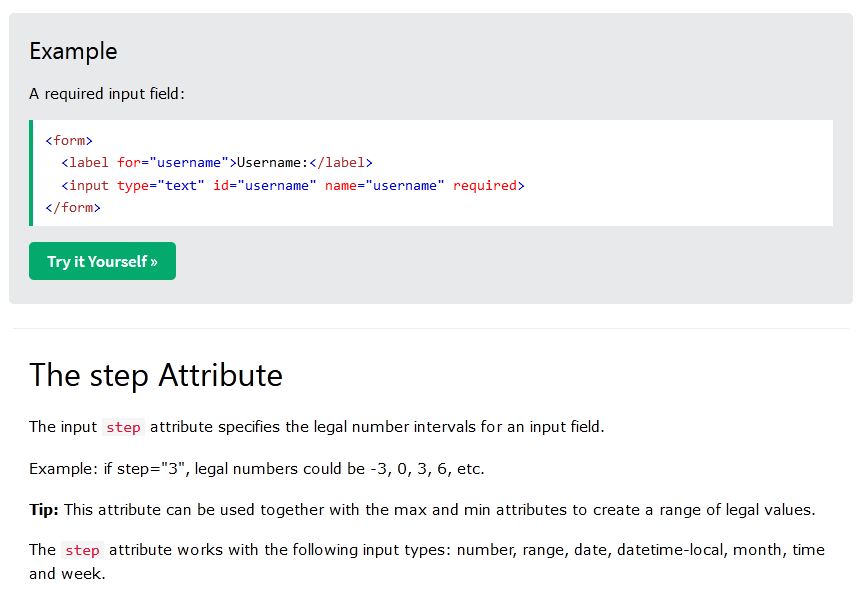 Example
A required input field:
<form>
  <label for="username">Username:</label>
  <input type="text" id="username" name="username" required>
</form>
Try it Yourself »
The step Attribute
The input step attribute specifies the legal number intervals for an input field.
Example: if step="3", legal numbers could be -3, 0, 3, 6, etc.
Tip: This attribute can be used together with the max and min attributes to create a range of legal values.
The step attribute works with the following input types: number, range, date, datetime-local, month, time
and week.